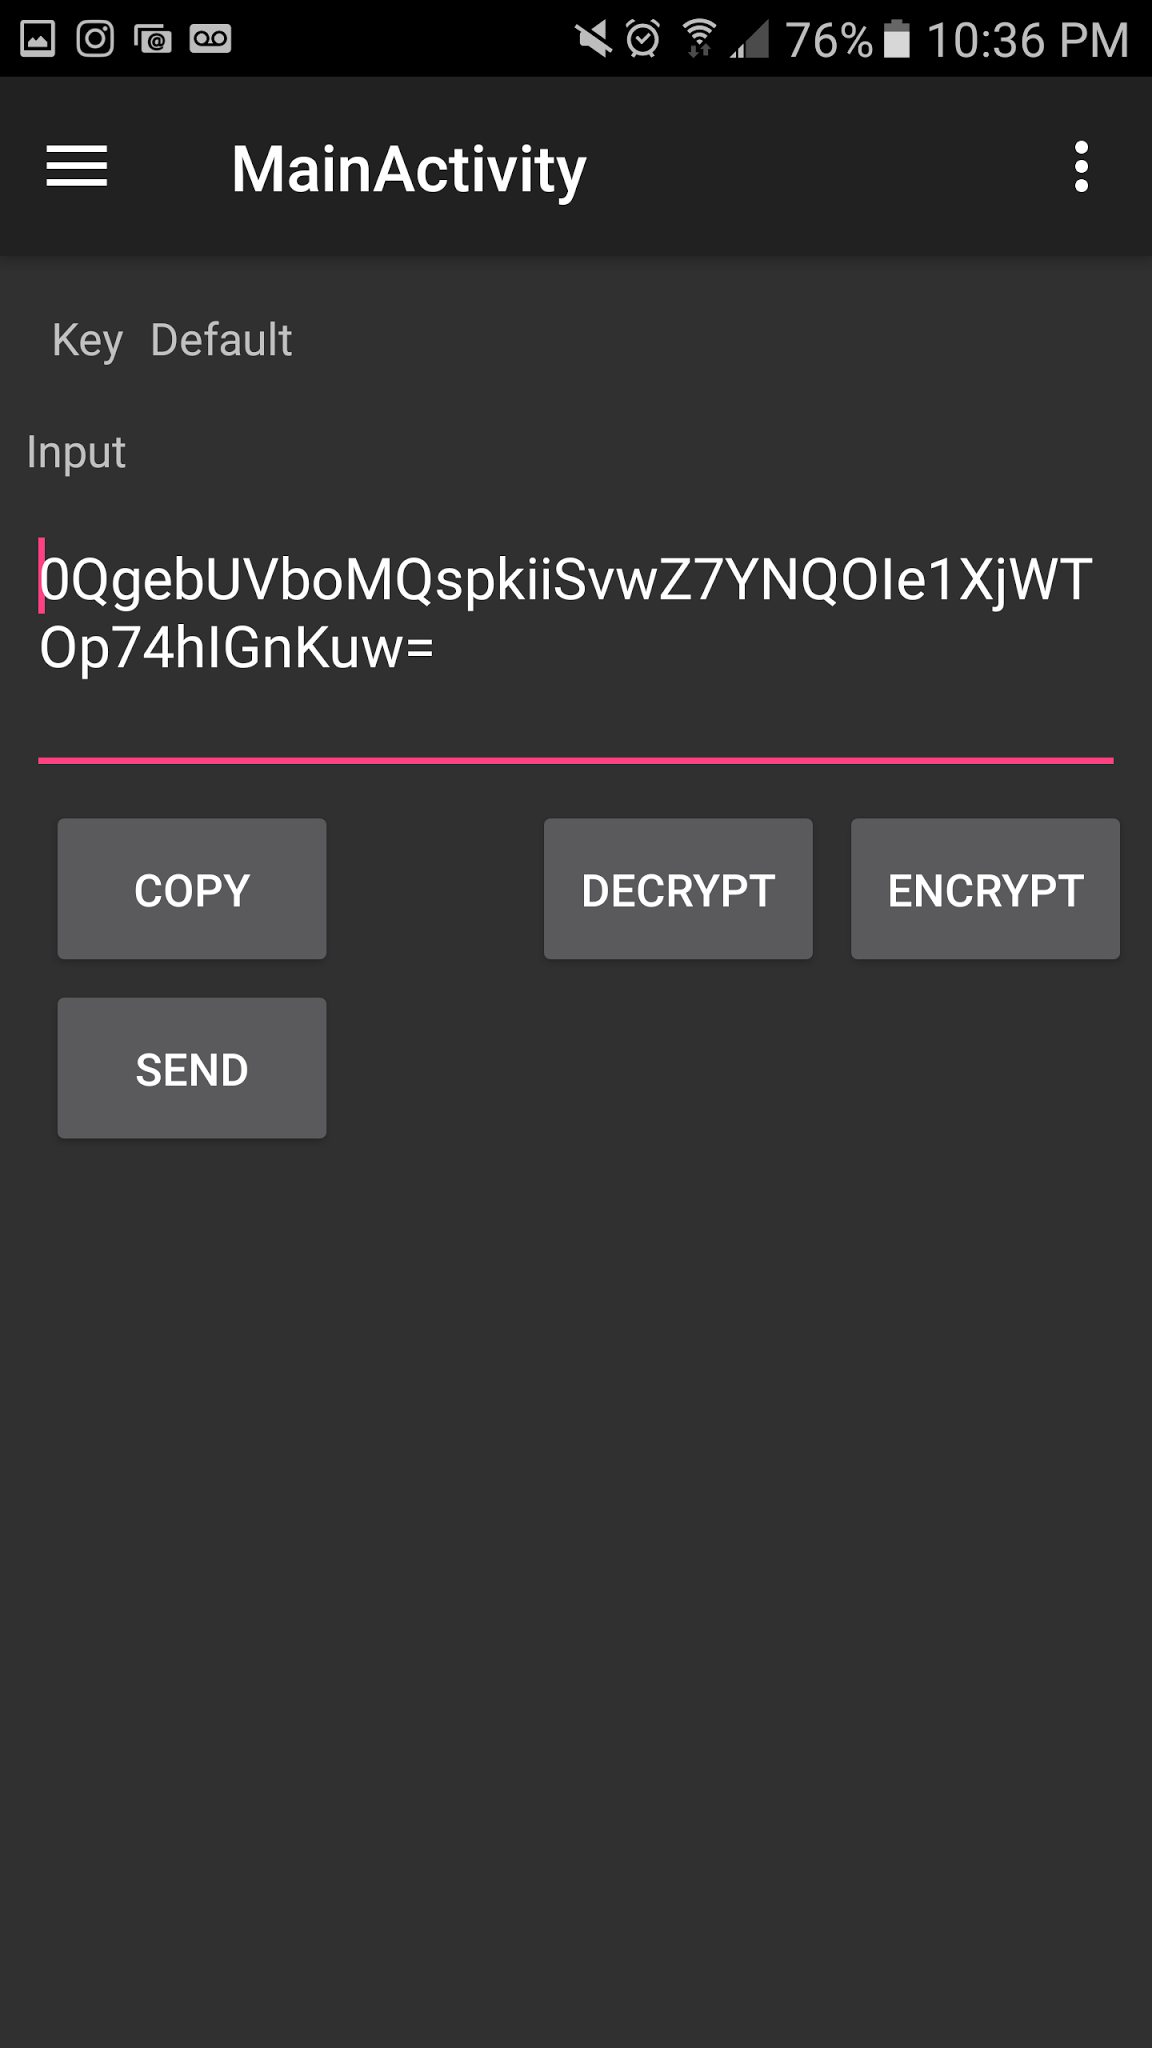 76% 10:36 PM
MainActivity
Key Default
Input
0QgebUVboMQspkiiSvwZ7YNQOIe1XjWT
Op74hIGnKuw=
COPY DECRYPT ENCRYPT
SEND